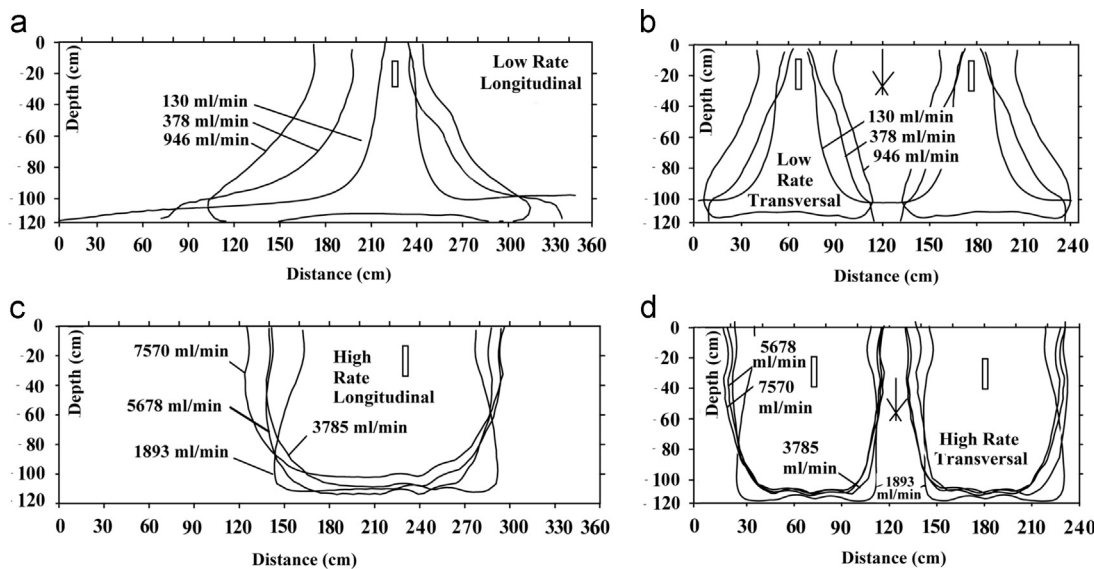 a
0
- 20
- 40
- 60
- 80
- 100
- 120
Depth (cm)
Low Rate
Longitudinal
130 ml/min
378 ml/min
946 ml/min
0 30 60 90 120 150 180 210 240 270 300 330 360
Distance (cm)
b
0
- 20
- 40
- 60
- 80
- 100
- 120
Depth (cm)
130 ml/min
378 ml/min
946 ml/min
Low
Rate
Transversal
0 30 60 90 120 150 180 210 240
Distance (cm)
c
0
- 20
- 40
- 60
- 80
- 100
- 120
Depth (cm)
7570 ml/min
High
Rate
Longitudinal
5678 ml/min
3785 ml/min
1893 ml/min
0 30 60 90 120 150 180 210 240 270 300 330 360
Distance (cm)
d
0
- 20
- 40
- 60
- 80
- 100
- 120
Depth (cm)
5678
ml/min
7570
ml/min
3785
ml/min
1893
ml/min
High Rate
Transversal
0 30 60 90 120 150 180 210 240
Distance (cm)